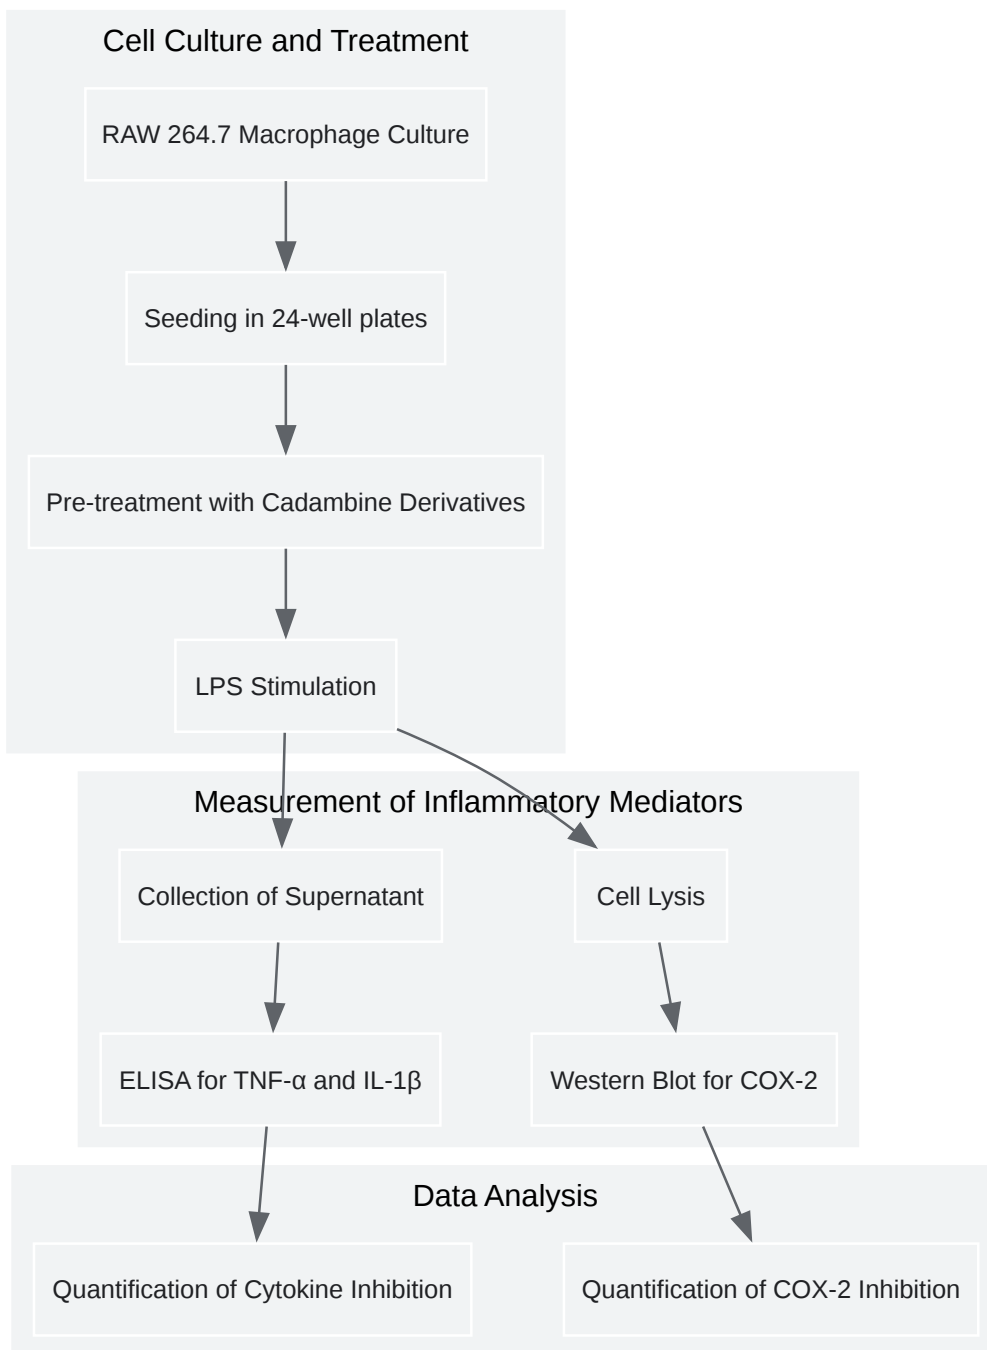 Cell Culture and Treatment
RAW 264.7 Macrophage Culture
Seeding in 24-well plates
Pre-treatment with Cadambine Derivatives
LPS Stimulation
Measurement of Inflammatory Mediators
Collection of Supernatant
Cell Lysis
ELISA for TNF-α and IL-1β
Western Blot for COX-2
Data Analysis
Quantification of Cytokine Inhibition
Quantification of COX-2 Inhibition